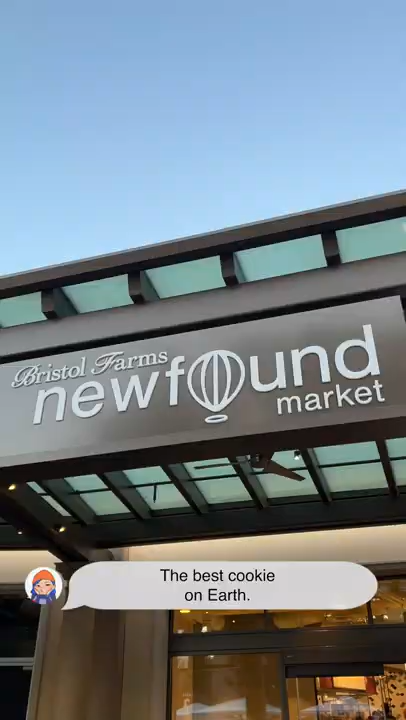 Bristol Farms
newfound
market
The best cookie
on Earth.